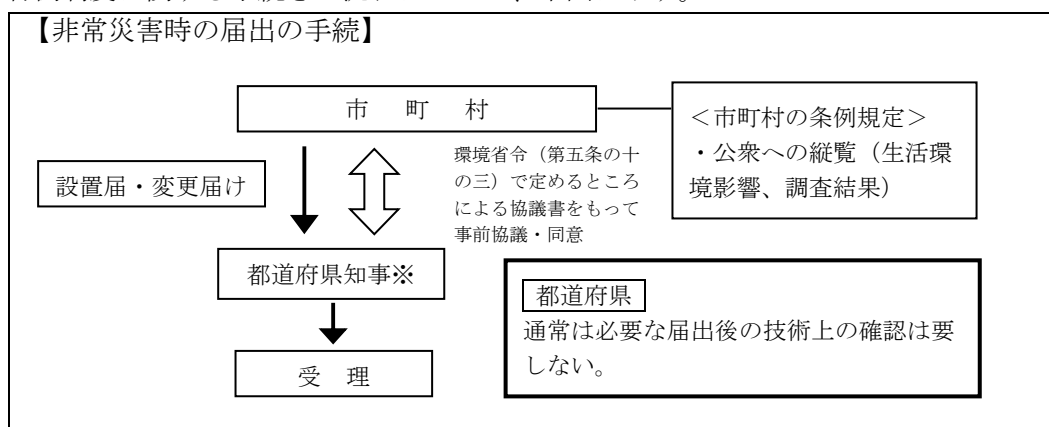 【非常災害時の届出の手続】
市　町　村
＜市町村の条例規定＞
・公衆への縦覧（生活環
境影響、調査結果）
設置届・変更届け
環境省令（第五条の十
の三）で定めるところ
による協議書をもって
事前協議・同意
都道府県知事※
都道府県
通常は必要な届出後の技術上の確認は要
しない。
受　理